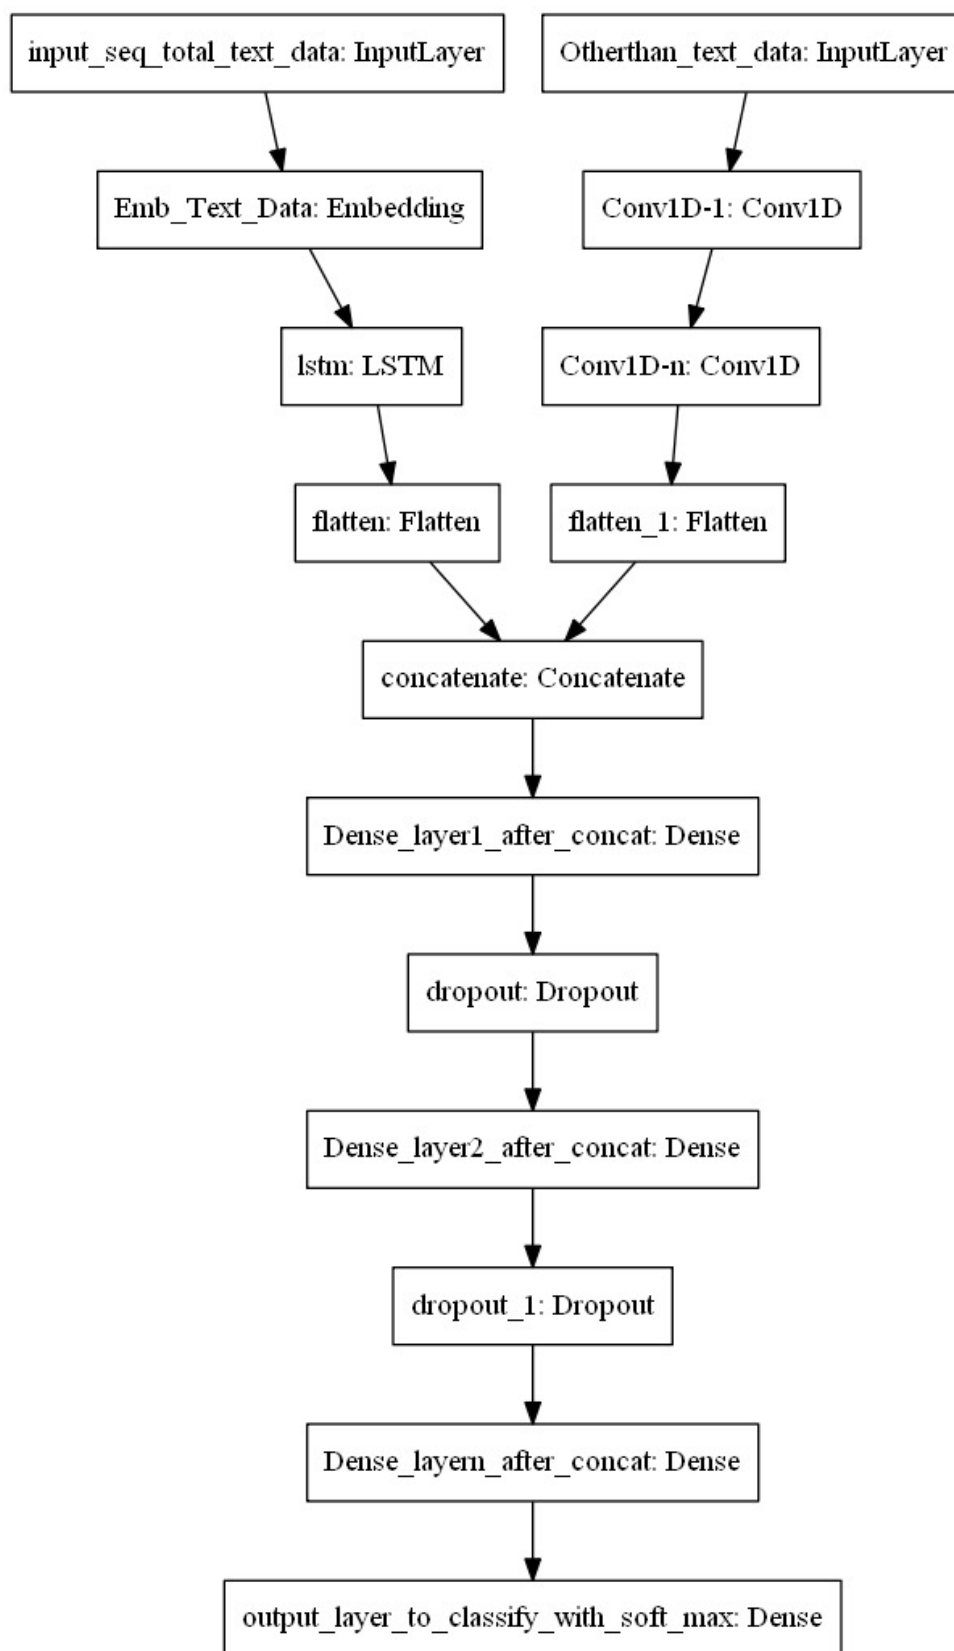 input_seq_total_text_data: InputLayer
Otherthan_text_data: InputLayer
Emb_Text_Data: Embedding
Conv1D-1: Conv1D
lstm: LSTM
Conv1D-n: Conv1D
flatten: Flatten
flatten_1: Flatten
concatenate: Concatenate
Dense_layer1_after_concat: Dense
dropout: Dropout
Dense_layer2_after_concat: Dense
dropout_1: Dropout
Dense_layern_after_concat: Dense
output_layer_to_classify_with_soft_max: Dense